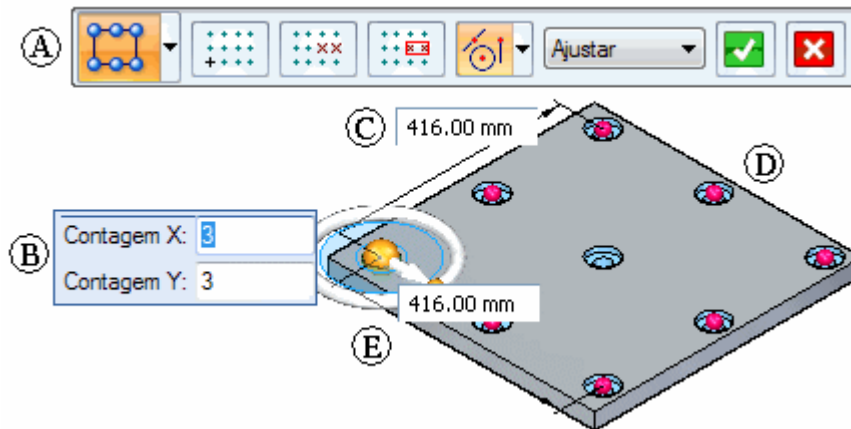 A
Ajustar
C
416.00 mm
D
B
Contagem X: 3
Contagem Y: 3
416.00 mm
E